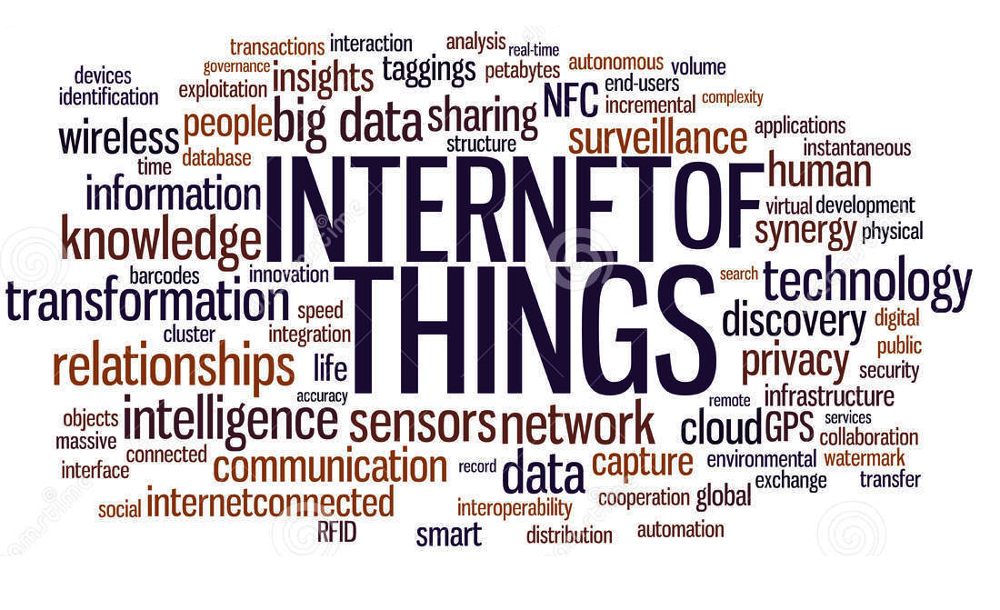 transactions interaction analysis real-time
governance insights taggings petabytes autonomous volume
devices
identification exploitation NFC end-users
incremental complexity
wireless people big data sharing surveillance applications
structure instantaneous
time database human
information INTERNET OF virtual development
knowledge synergy physical
barcodes innovation search technology
transformation speed THINGS discovery digital
cluster integration public
relationships life privacy security
accuracy remote infrastructure
objects intelligence sensors network cloud GPS services
massive collaboration
connected communication record data capture environmental watermark
interface exchange transfer
social internetconnected interoperability cooperation global
RFID smart distribution automation